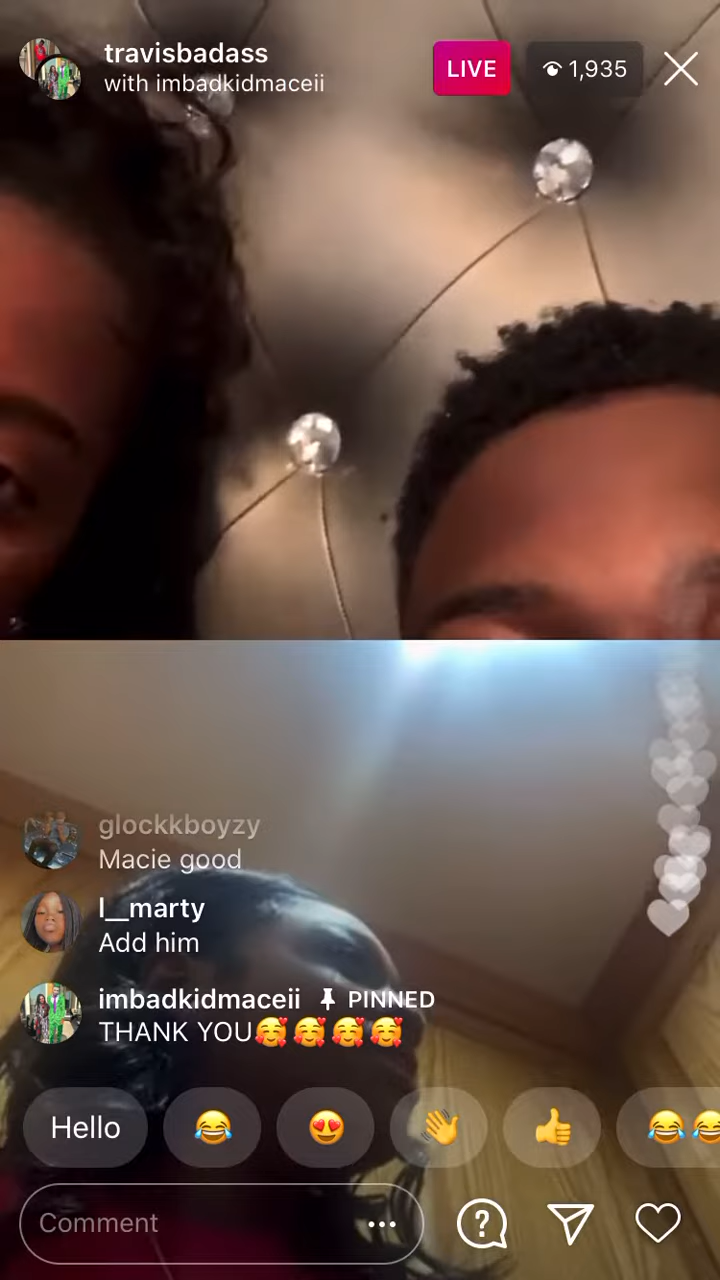 travisbadass
with imbadkidmaceii
LIVE
1,935
glockkboyzy
Macie good
l__marty
Add him
imbadkidmaceii PINNED
THANK YOU🥰🥰🥰🥰
Hello 😂 😍 👋 👍 😂😂
Comment